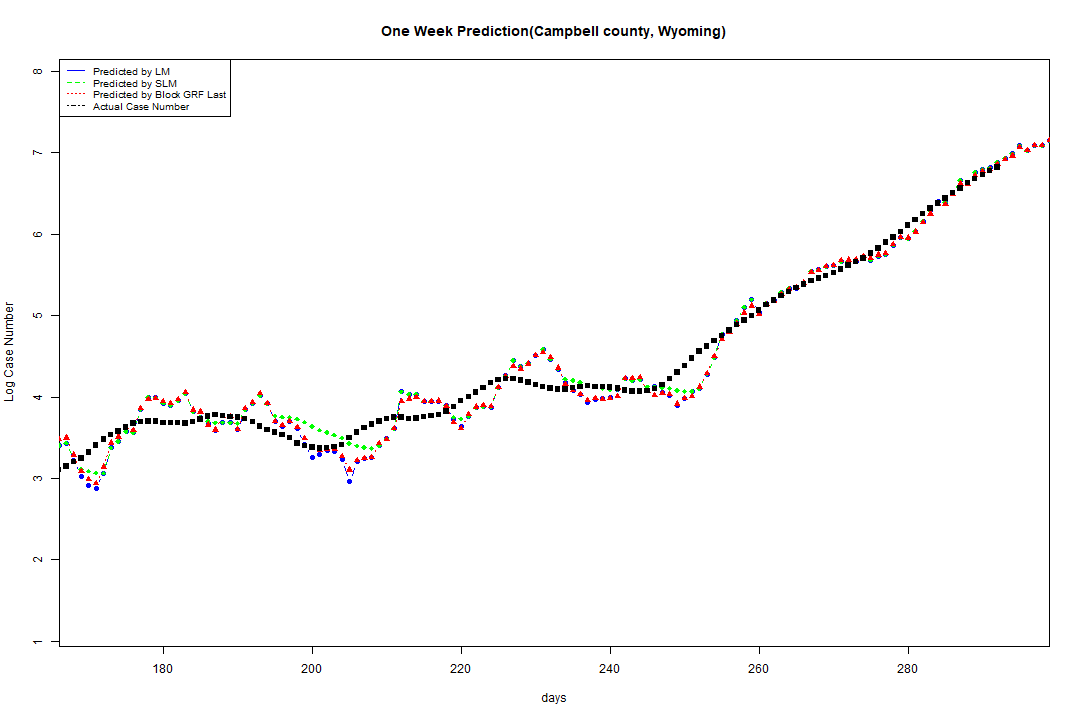 One Week Prediction(Campbell county, Wyoming)
Predicted by LM
Predicted by SLM
Predicted by Block GRF Last
Actual Case Number
8
7
6
5
4
3
2
1
Log Case Number
180 200 220 240 260 280
days